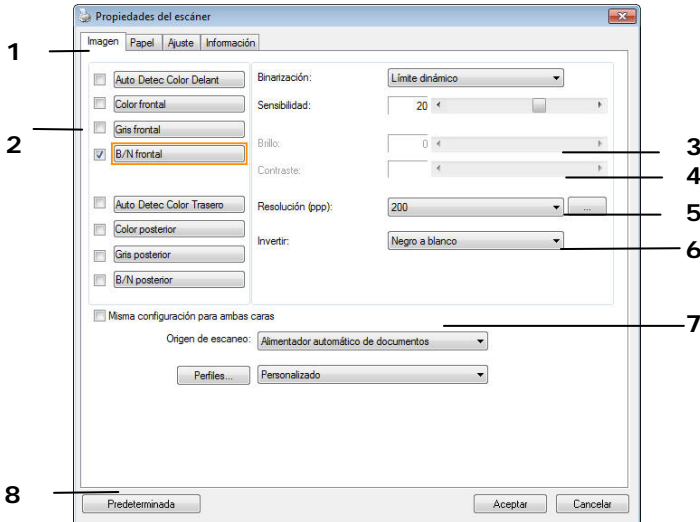 Propiedades del escáner
Imagen Papel Ajuste Información
1
Auto Detec Color Delant
Binarización: Límite dinámico
Color frontal
Sensibilidad: 20
2
Gris frontal
Brillo: 0
3
B/N frontal
Contraste:
4
Auto Detec Color Trasero
Resolución (ppp): 200 ...
5
Color posterior
Invertir: Negro a blanco
6
Gris posterior
B/N posterior
Misma configuración para ambas caras
7
Origen de escaneo: Alimentador automático de documentos
Perfiles... Personalizado
8
Predeterminada Aceptar Cancelar